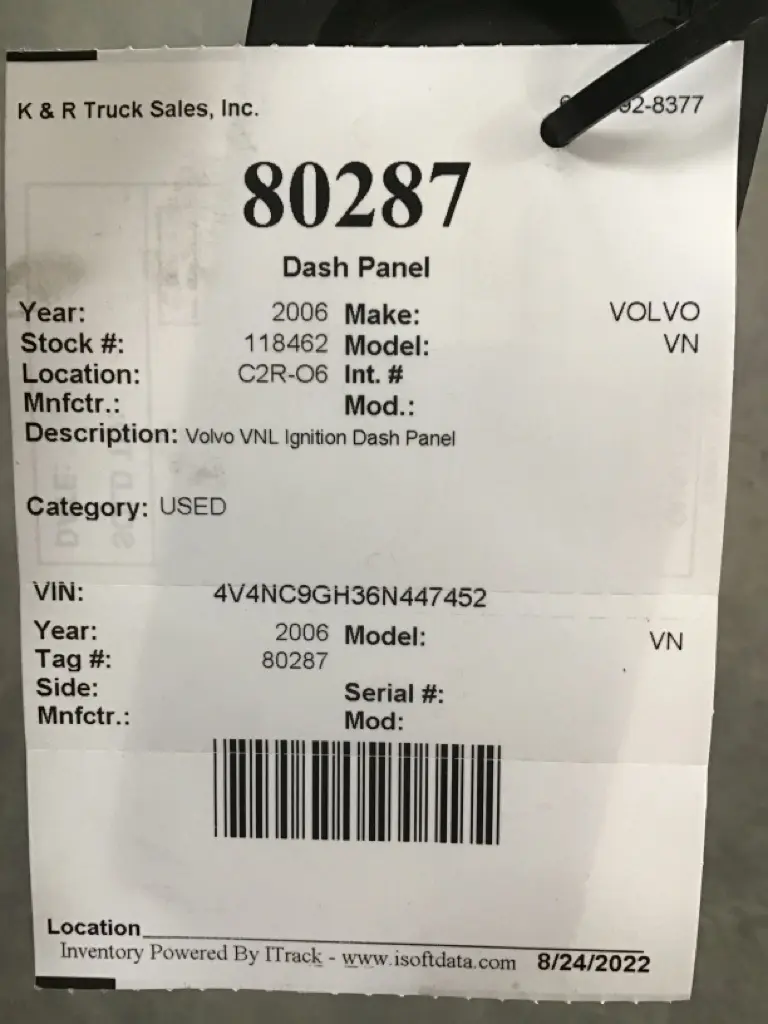 K & R Truck Sales, Inc. 92-8377
80287
Dash Panel
Year: 2006 Make: VOLVO
Stock #: 118462 Model: VN
Location: C2R-O6 Int. #
Mnfctr.: Mod.:
Description: Volvo VNL Ignition Dash Panel
Category: USED
VIN: 4V4NC9GH36N447452
Year: 2006 Model: VN
Tag #: 80287
Side: Serial #:
Mnfctr.: Mod:
Location
Inventory Powered By ITrack - www.isoftdata.com 8/24/2022